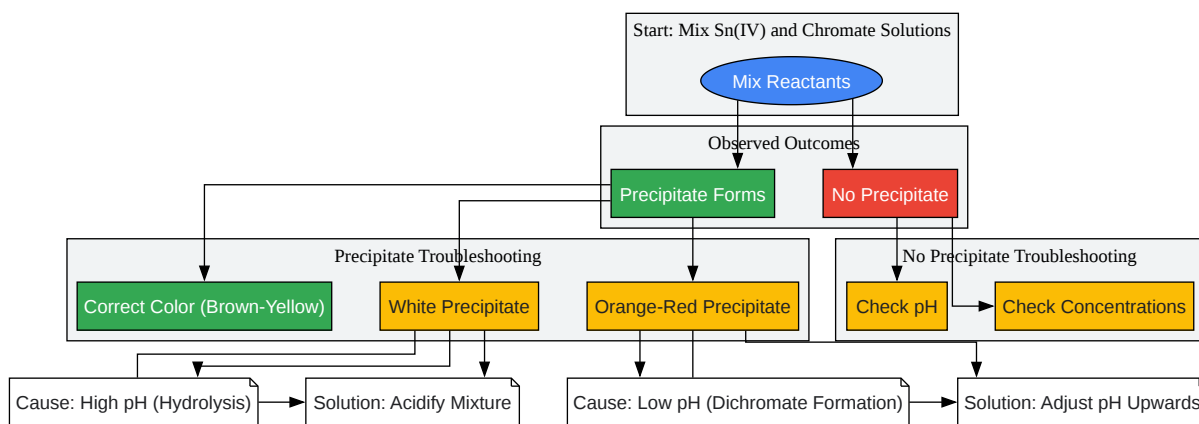 Start: Mix Sn(IV) and Chromate Solutions
Mix Reactants
Observed Outcomes
Precipitate Forms
No Precipitate
Precipitate Troubleshooting
No Precipitate Troubleshooting
Correct Color (Brown-Yellow)
White Precipitate
Orange-Red Precipitate
Check pH
Check Concentrations
Cause: High pH (Hydrolysis)
Solution: Acidify Mixture
Cause: Low pH (Dichromate Formation)
Solution: Adjust pH Upwards